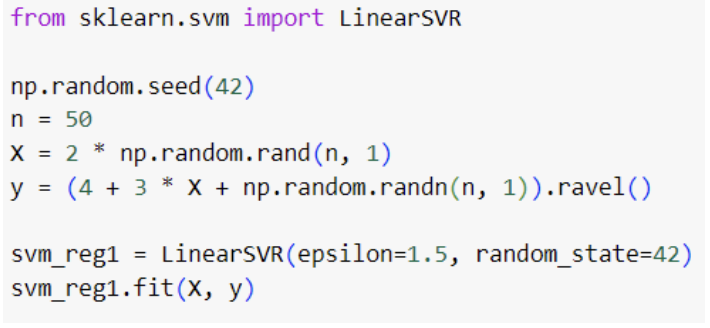 from sklearn.svm import LinearSVR
np.random.seed(42)
n = 50
X = 2 * np.random.rand(n, 1)
y = (4 + 3 * X + np.random.randn(n, 1)).ravel()
svm_reg1 = LinearSVR(epsilon=1.5, random_state=42)
svm_reg1.fit(X, y)